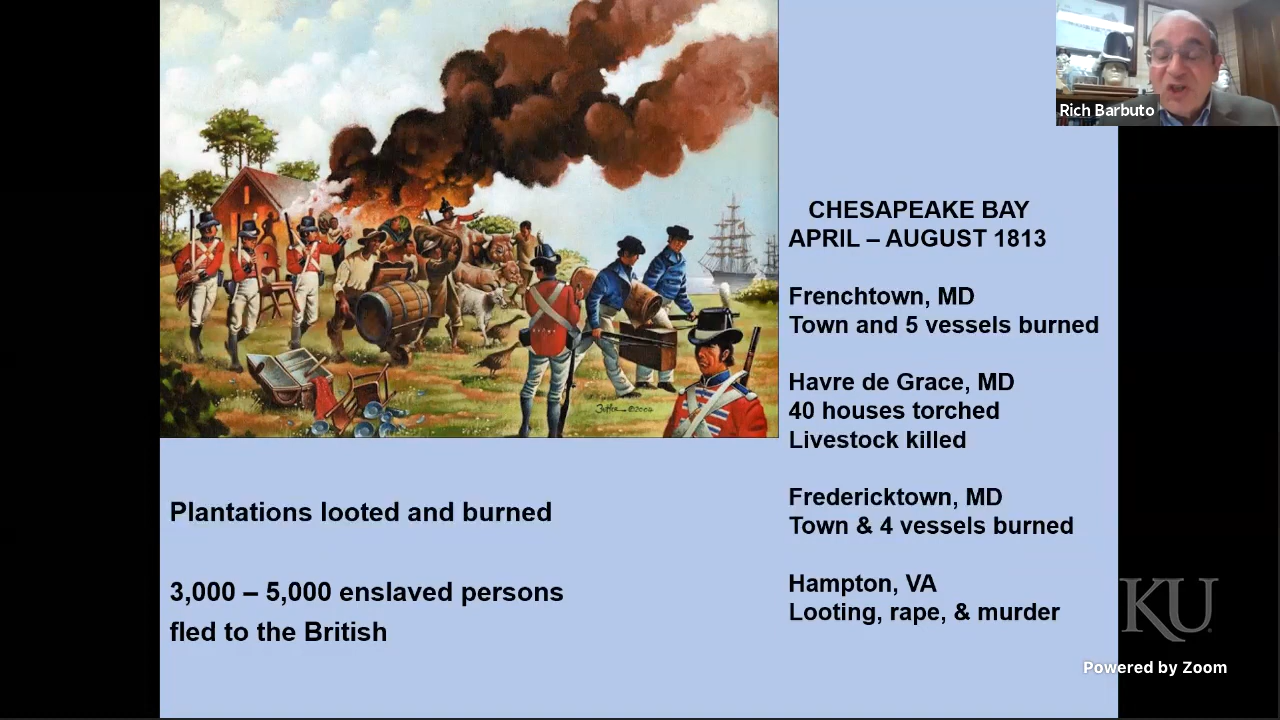 Rich Barbuto
CHESAPEAKE BAY
APRIL – AUGUST 1813
Frenchtown, MD
Town and 5 vessels burned
Havre de Grace, MD
40 houses torched
Livestock killed
Fredericktown, MD
Town & 4 vessels burned
Hampton, VA
Looting, rape, & murder
Plantations looted and burned
3,000 – 5,000 enslaved persons
fled to the British
©2004
KU
Powered by Zoom